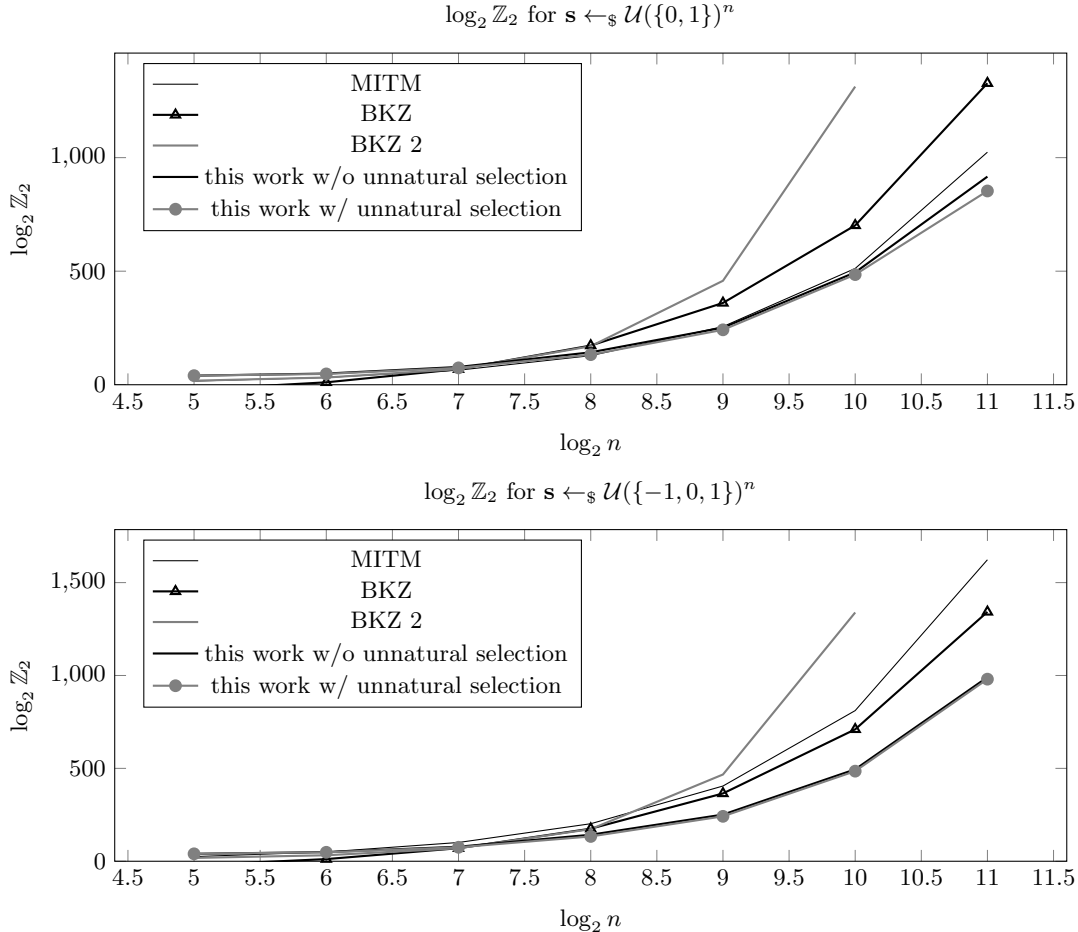 log₂ ℤ₂ for s ←$ 𝒰({0, 1})ⁿ
MITM
BKZ
BKZ 2
this work w/o unnatural selection
this work w/ unnatural selection
1,000
500
0
log₂ ℤ₂
4.5 5 5.5 6 6.5 7 7.5 8 8.5 9 9.5 10 10.5 11 11.5
log₂ n
log₂ ℤ₂ for s ←$ 𝒰({−1, 0, 1})ⁿ
MITM
BKZ
BKZ 2
this work w/o unnatural selection
this work w/ unnatural selection
1,500
1,000
500
0
log₂ ℤ₂
4.5 5 5.5 6 6.5 7 7.5 8 8.5 9 9.5 10 10.5 11 11.5
log₂ n